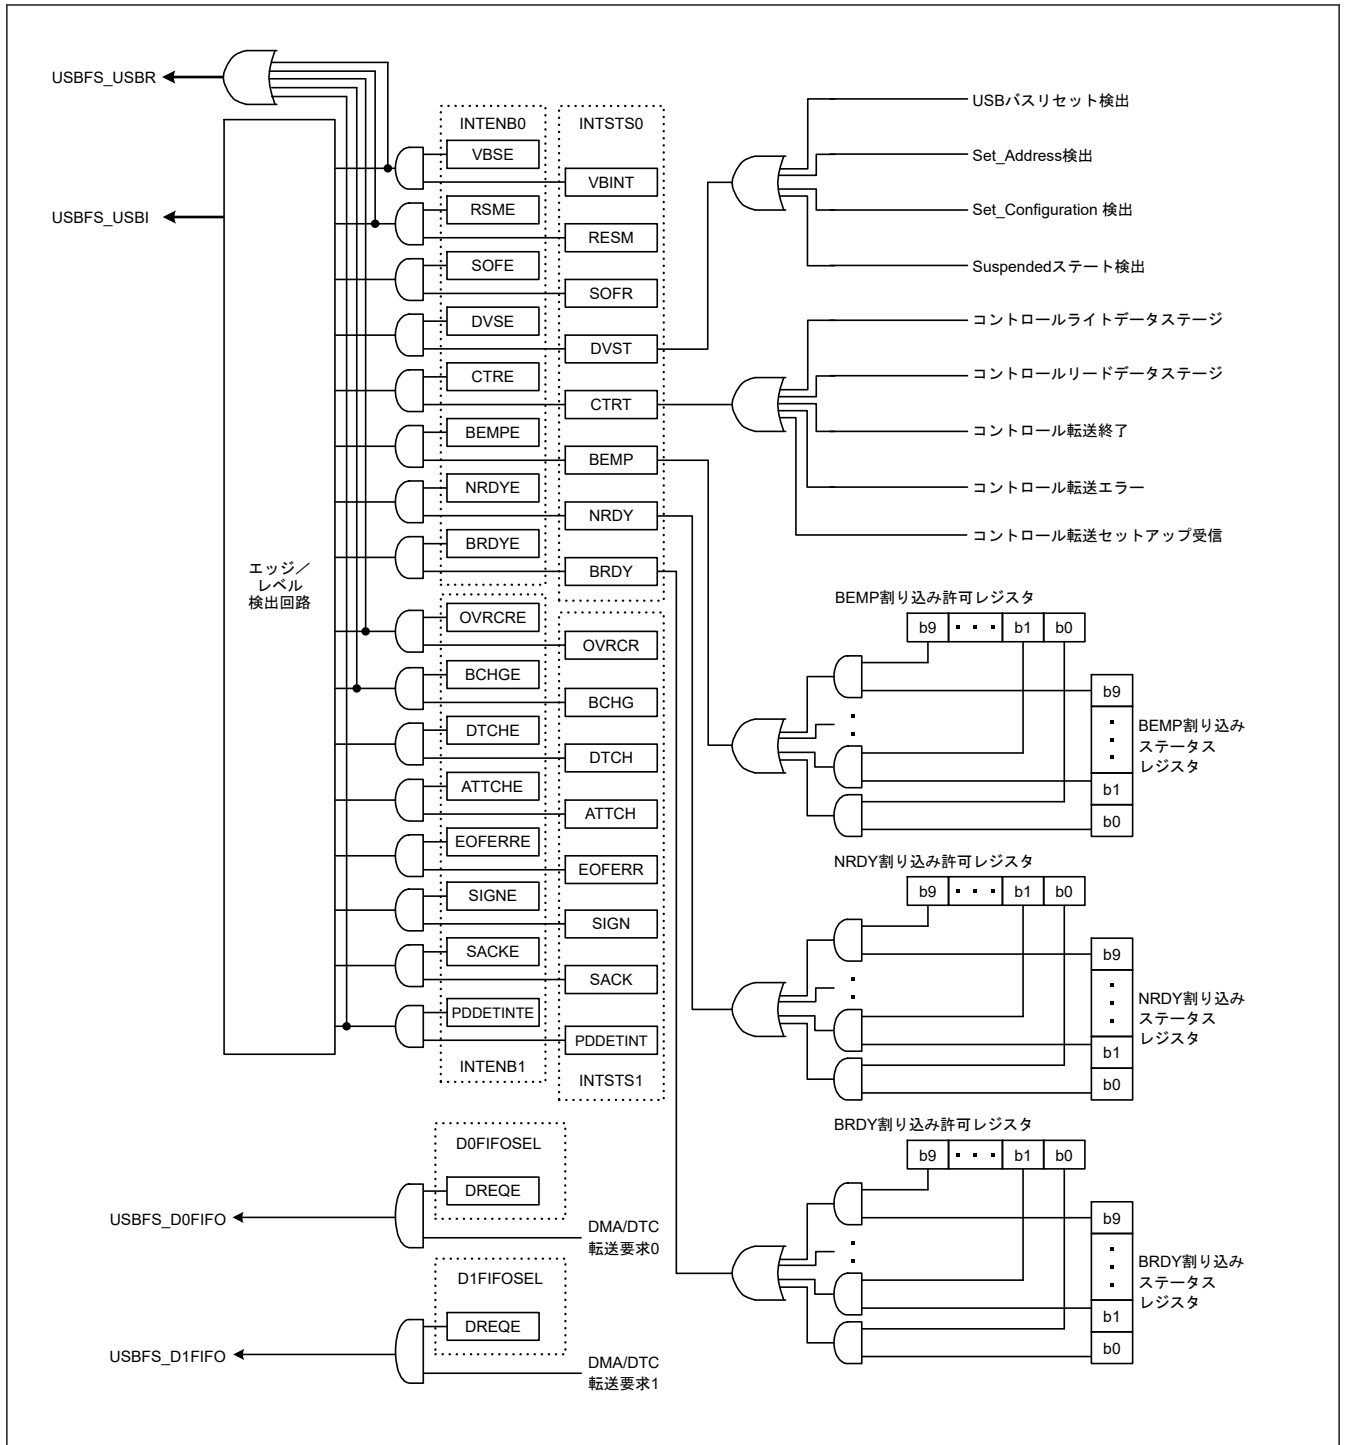 USBFS_USBR
USBFS_USBI
エッジ／
レベル
検出回路
INTENB0
VBSE
RSME
SOFE
DVSE
CTRE
BEMPE
NRDYE
BRDYE
OVRCRE
BCHGE
DTCHE
ATTCHE
EOFERRE
SIGNE
SACKE
PDDETINTE
INTENB1
INTSTS0
VBINT
RESM
SOFR
DVST
CTRT
BEMP
NRDY
BRDY
OVRCR
BCHG
DTCH
ATTCH
EOFERR
SIGN
SACK
PDDETINT
INTSTS1
USBバスリセット検出
Set_Address検出
Set_Configuration 検出
Suspendedステート検出
コントロールライトデータステージ
コントロールリードデータステージ
コントロール転送終了
コントロール転送エラー
コントロール転送セットアップ受信
BEMP割り込み許可レジスタ
b9 ・・・ b1 b0
b9
b1
b0
BEMP割り込み
ステータス
レジスタ
NRDY割り込み許可レジスタ
b9 ・・・ b1 b0
b9
b1
b0
NRDY割り込み
ステータス
レジスタ
BRDY割り込み許可レジスタ
b9 ・・・ b1 b0
b9
b1
b0
BRDY割り込み
ステータス
レジスタ
D0FIFOSEL
DREQE
USBFS_D0FIFO
DMA/DTC
転送要求0
D1FIFOSEL
DREQE
USBFS_D1FIFO
DMA/DTC
転送要求1